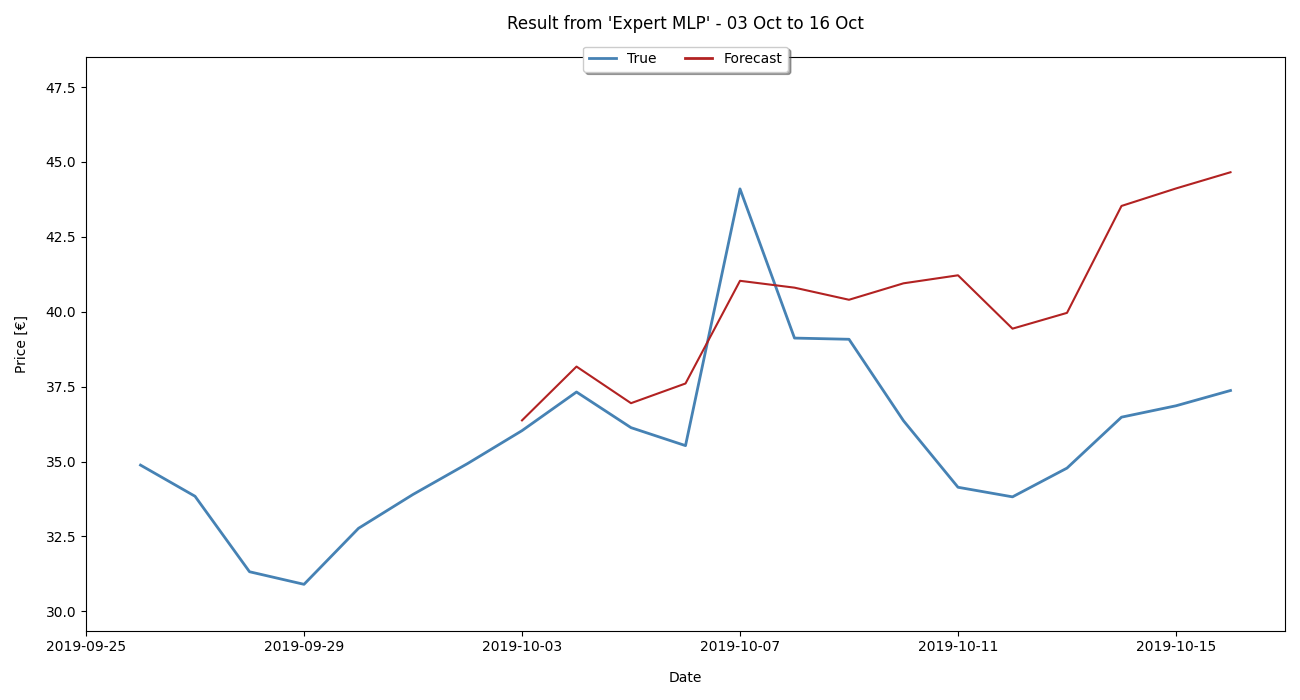 Result from 'Expert MLP' - 03 Oct to 16 Oct
True Forecast
47.5
45.0
42.5
40.0
37.5
35.0
32.5
30.0
Price [€]
2019-09-25 2019-09-29 2019-10-03 2019-10-07 2019-10-11 2019-10-15
Date